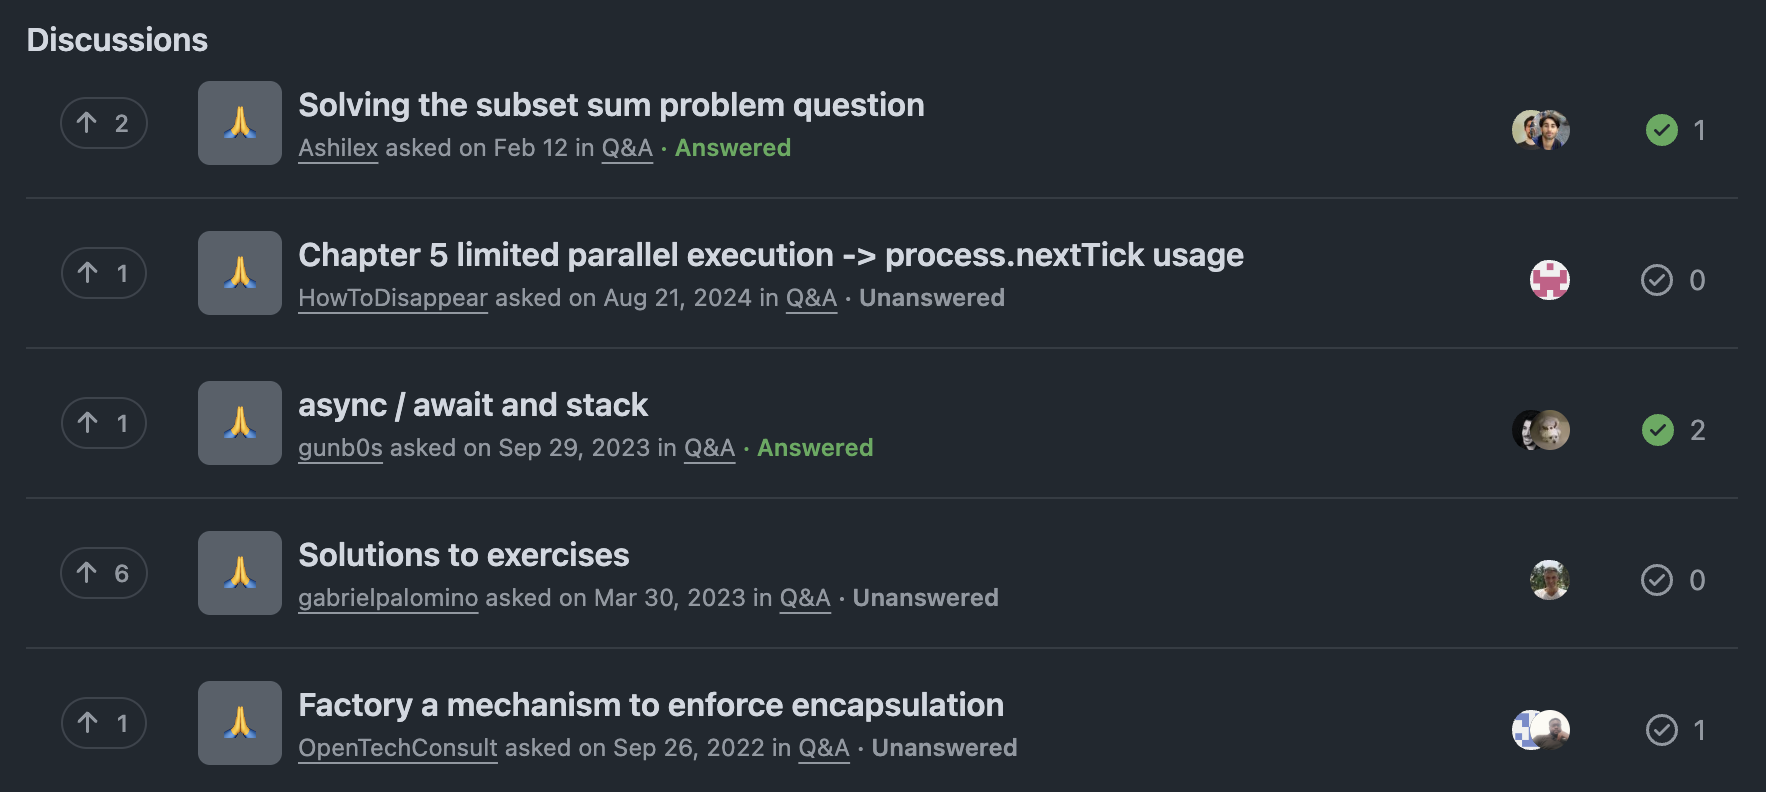 Discussions
2
Solving the subset sum problem question
Ashilex asked on Feb 12 in Q&A · Answered
1
1
Chapter 5 limited parallel execution -> process.nextTick usage
HowToDisappear asked on Aug 21, 2024 in Q&A · Unanswered
0
1
async / await and stack
gunb0s asked on Sep 29, 2023 in Q&A · Answered
2
6
Solutions to exercises
gabrielpalomino asked on Mar 30, 2023 in Q&A · Unanswered
0
1
Factory a mechanism to enforce encapsulation
OpenTechConsult asked on Sep 26, 2022 in Q&A · Unanswered
1